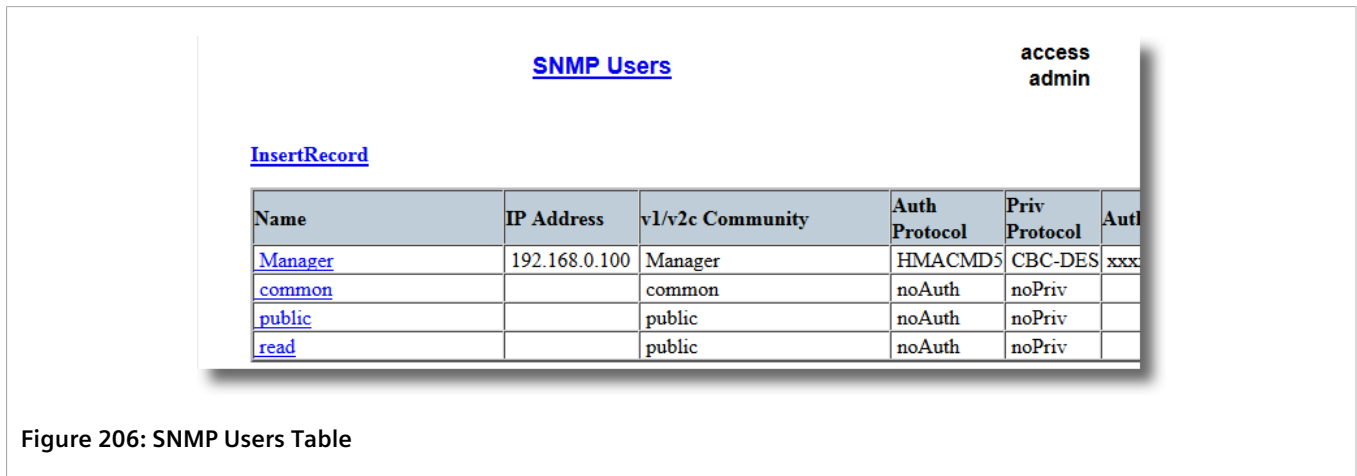 SNMP Users
access
admin
InsertRecord
Name IP Address v1/v2c Community Auth Protocol Priv Protocol
Manager 192.168.0.100 Manager HMACMD5 CBC-DES
common common noAuth noPriv
public public noAuth noPriv
read public noAuth noPriv
Figure 206: SNMP Users Table